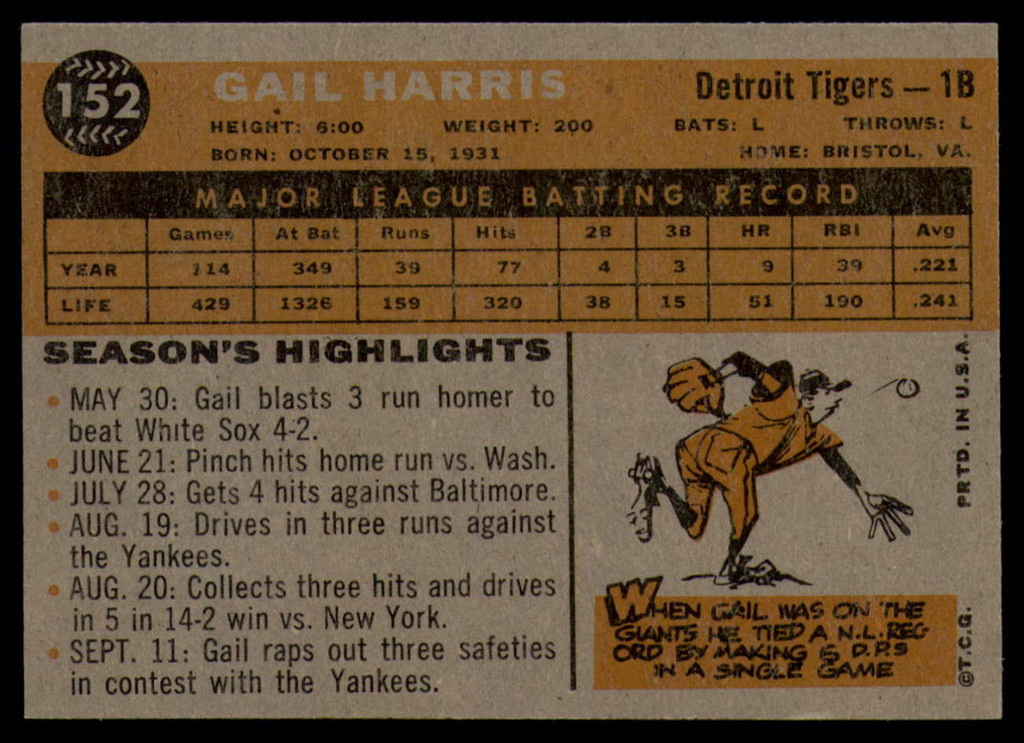 152
GAIL HARRIS
Detroit Tigers — 1B
HEIGHT: 6:00 WEIGHT: 200 BATS: L THROWS: L
BORN: OCTOBER 15, 1931 HOME: BRISTOL, VA.
MAJOR LEAGUE BATTING RECORD
Games At Bat Runs Hits 2B 3B HR RBI Avg
YEAR 114 349 39 77 4 3 9 39 .221
LIFE 429 1326 159 320 38 15 51 190 .241
SEASON'S HIGHLIGHTS
• MAY 30: Gail blasts 3 run homer to
beat White Sox 4-2.
• JUNE 21: Pinch hits home run vs. Wash.
• JULY 28: Gets 4 hits against Baltimore.
• AUG. 19: Drives in three runs against
the Yankees.
• AUG. 20: Collects three hits and drives
in 5 in 14-2 win vs. New York.
• SEPT. 11: Gail raps out three safeties
in contest with the Yankees.
WHEN GAIL WAS ON THE
GIANTS HE TIED A N.L. REC-
ORD BY MAKING 5 D.P.S
IN A SINGLE GAME
PRTD. IN U.S.A.
©T.C.G.